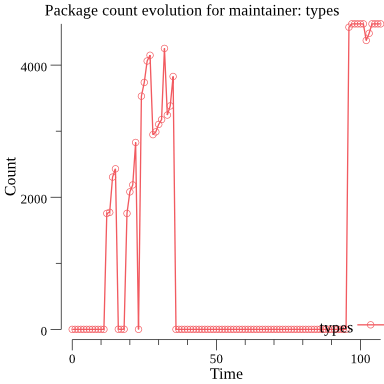 Package count evolution for maintainer: types
Count
4000
2000
0
types
0 50 100
Time